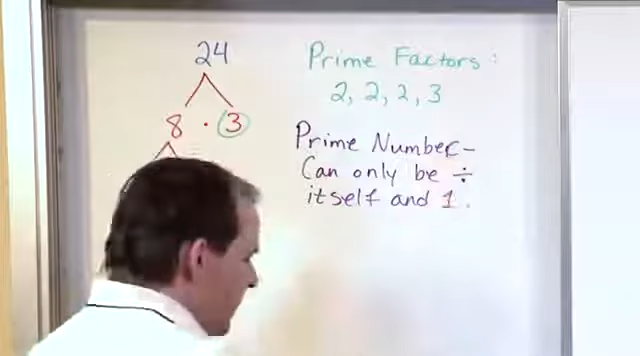 24
8 · 3
Prime Factors:
2, 2, 2, 3
Prime Number-
Can only be ÷
itself and 1.